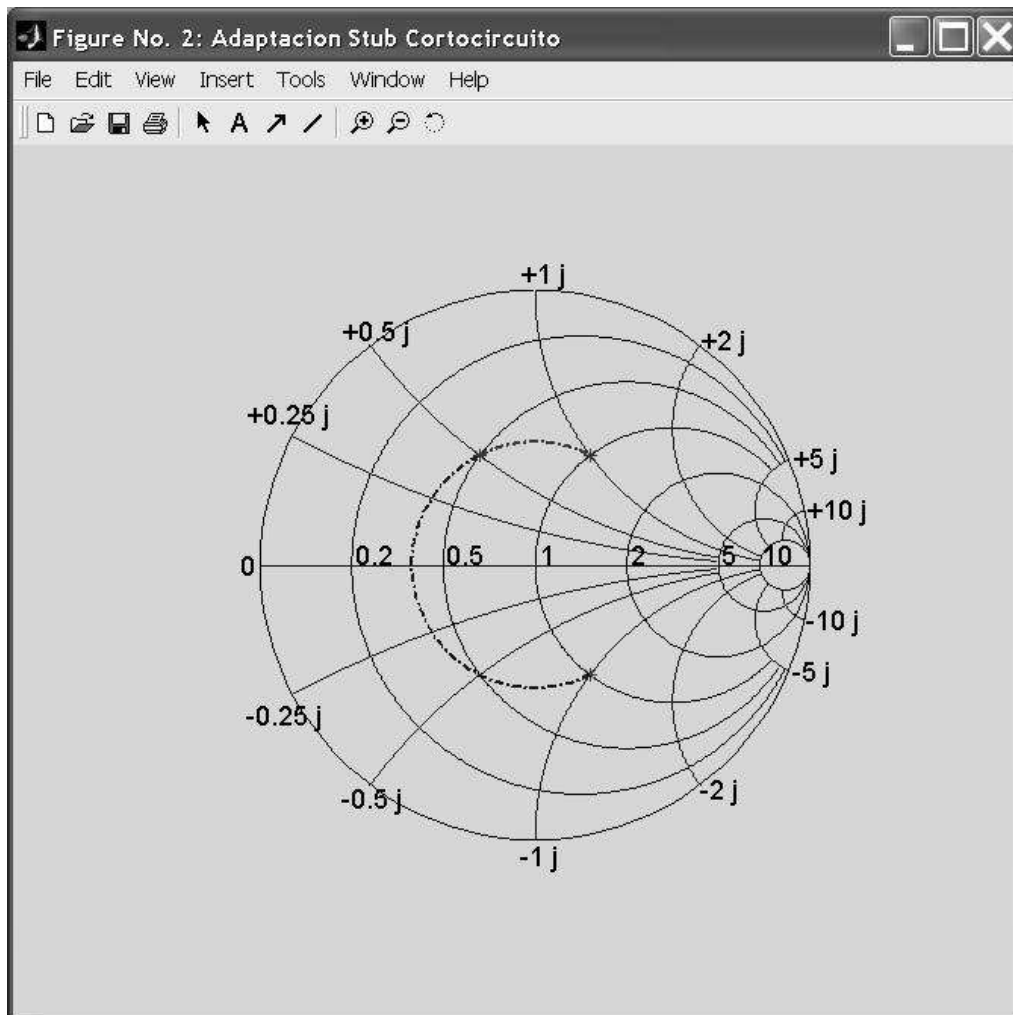 Figure No. 2: Adaptacion Stub Cortocircuito
File Edit View Insert Tools Window Help
A
+1 j
+0.5 j
+2 j
+0.25 j
+5 j
+10 j
0 0.2 0.5 1 2 5 10
-10 j
-5 j
-0.25 j
-0.5 j
-2 j
-1 j